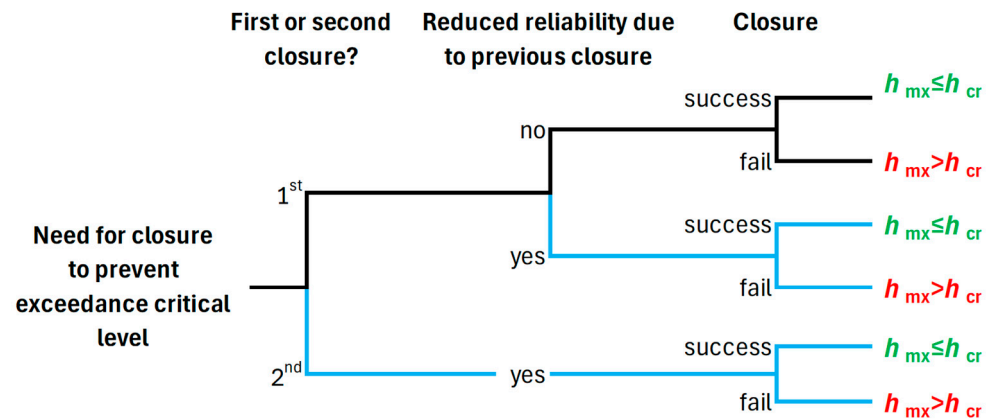 First or second
closure?
Reduced reliability due
to previous closure
Closure
success
h mx≤h cr
no
fail
h mx>h cr
1st
Need for closure
to prevent
exceedance critical
level
success
h mx≤h cr
yes
fail
h mx>h cr
success
h mx≤h cr
2nd
yes
fail
h mx>h cr